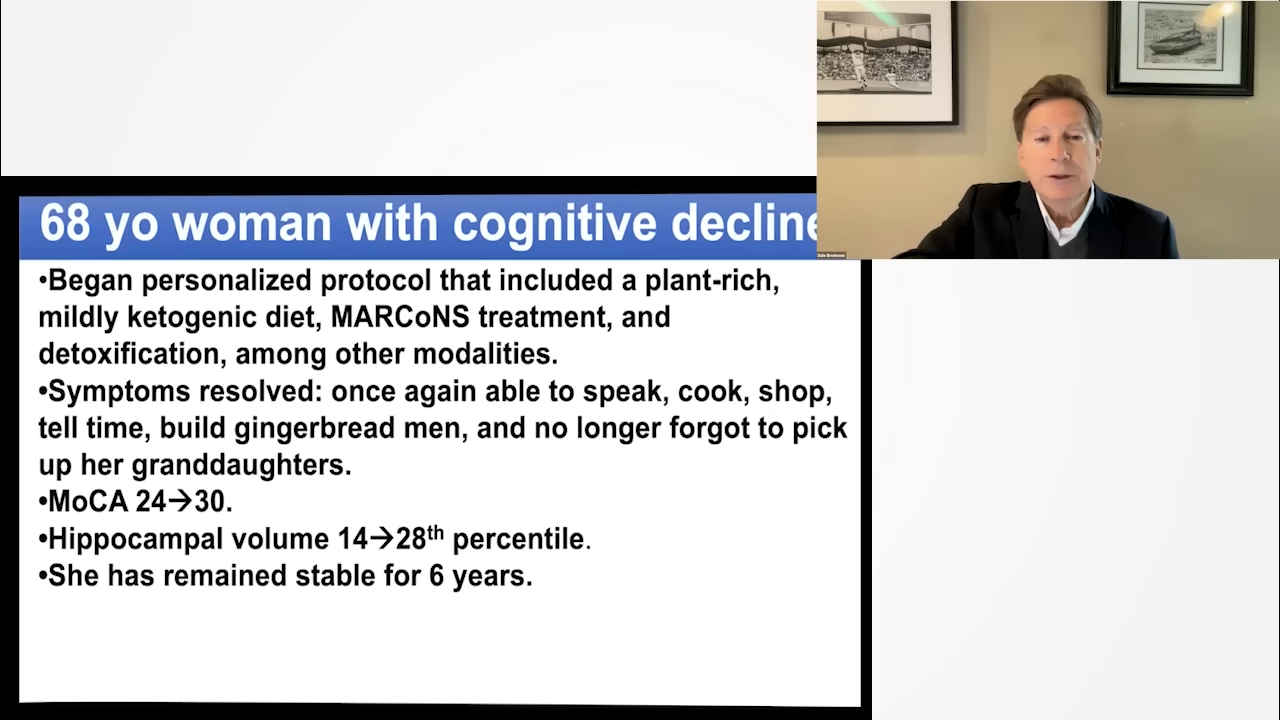 68 yo woman with cognitive decline
•Began personalized protocol that included a plant-rich,
mildly ketogenic diet, MARCoNS treatment, and
detoxification, among other modalities.
•Symptoms resolved: once again able to speak, cook, shop,
tell time, build gingerbread men, and no longer forgot to pick
up her granddaughters.
•MoCA 24→30.
•Hippocampal volume 14→28th percentile.
•She has remained stable for 6 years.